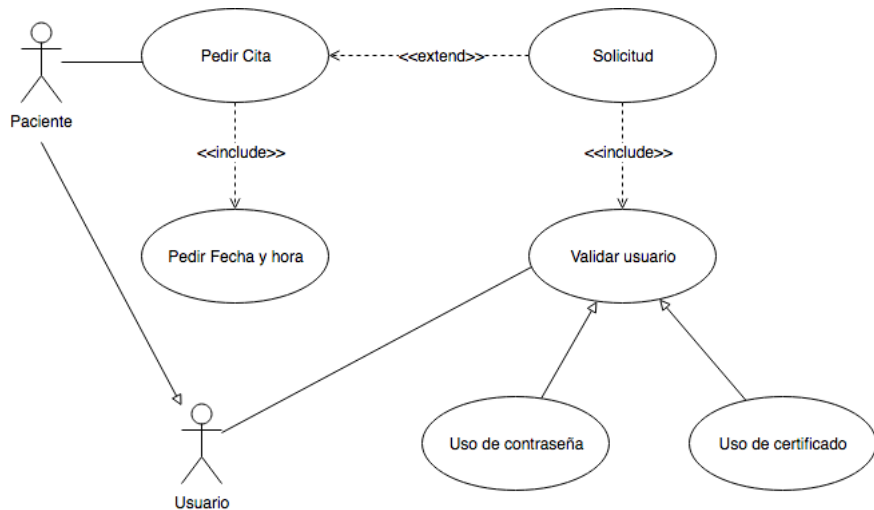 Pedir Cita
<<extend>>
Solicitud
Paciente
<<include>>
<<include>>
Pedir Fecha y hora
Validar usuario
Uso de contraseña
Uso de certificado
Usuario